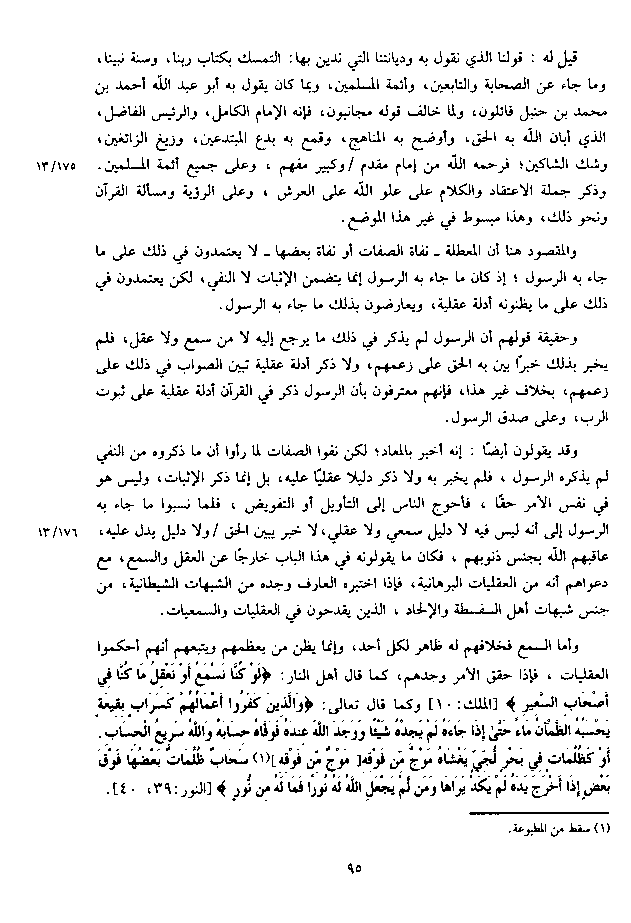 قيل له : قولنا الذي نقول به وديانتنا التي ندين بها: التمسك بكتاب ربنا، وسنة نبينا،
وما جاء عن الصحابة والتابعين، وأئمة المسلمين، وبما كان يقول به أبو عبد الله أحمد بن
محمد بن حنبل قائلون، ولما خالف قوله مجانبون، فإنه الإمام الكامل، والرئيس الفاضل،
الذي أبان الله به الحق، وأوضح به المناهج، وقمع به بدع المبتدعين، وزيغ الزائغين،
وشك الشاكين؛ فرحمه الله من إمام مقدم /وكبير مفهم ، وعلى جميع أئمة المسلمين. ١٣/١٧٥
وذكر جملة الاعتقاد والكلام على علو الله على العرش ، وعلى الرؤية ومسألة القرآن
ونحو ذلك، وهذا مبسوط في غير هذا الموضع.
والمقصود هنا أن المعطلة ـ نفاة الصفات أو نفاة بعضها ـ لا يعتمدون في ذلك على ما
جاء به الرسول ؛ إذ كان ما جاء به الرسول إنما يتضمن الإثبات لا النفي، لكن يعتمدون في
ذلك على ما يظنونه أدلة عقلية، ويعارضون بذلك ما جاء به الرسول.
وحقيقة قولهم أن الرسول لم يذكر في ذلك ما يرجع إليه لا من سمع ولا عقل، فلم
يخبر بذلك خبرًا بين به الحق على زعمهم، ولا ذكر أدلة عقلية تبين الصواب في ذلك على
زعمهم، بخلاف غير هذا، فإنهم معترفون بأن الرسول ذكر في القرآن أدلة عقلية على ثبوت
الرب، وعلى صدق الرسول.
وقد يقولون أيضًا : إنه أخبر بالمعاد؛ لكن نفوا الصفات لما رأوا أن ما ذكروه من النفي
لم يذكره الرسول ، فلم يخبر به ولا ذكر دليلا عقليًا عليه، بل إنما ذكر الإثبات، وليس هو
في نفس الأمر حقًا ، فأحوج الناس إلى التأويل أو التفويض ، فلما نسبوا ما جاء به
الرسول إلى أنه ليس فيه لا دليل سمعي ولا عقلي، لا خبر يبين الحق /ولا دليل يدل عليه، ١٣/١٧٦
عاقبهم الله بجنس ذنوبهم ، فكان ما يقولونه في هذا الباب خارجًا عن العقل والسمع، مع
دعواهم أنه من العقليات البرهانية، فإذا اختبره العارف وجده من الشبهات الشيطانية، من
جنس شبهات أهل السفسطة والإلحاد ، الذين يقدحون في العقليات والسمعيات.
وأما السمع فخلافهم له ظاهر لكل أحد، وإنما يظن من يعظمهم ويتبعهم أنهم أحكموا
العقليات ، فإذا حقق الأمر وجدهم، كما قال أهل النار: ﴿لَوْ كُنَّا نَسْمَعُ أَوْ نَعْقِلُ مَا كُنَّا فِي
أَصْحَابِ السَّعِيرِ ﴾ [الملك: ١٠] وكما قال تعالى: ﴿وَالَّذِينَ كَفَرُوا أَعْمَالُهُمْ كَسَرَابٍ بِقِيعَةٍ
يَحْسَبُهُ الظَّمْآنُ مَاءً حَتَّىٰ إِذَا جَاءَهُ لَمْ يَجِدْهُ شَيْئًا وَوَجَدَ اللَّهَ عِندَهُ فَوَفَّاهُ حِسَابَهُ وَاللَّهُ سَرِيعُ الْحِسَابِ.
أَوْ كَظُلُمَاتٍ فِي بَحْرٍ لُّجِّيٍّ يَغْشَاهُ مَوْجٌ مِّن فَوْقِهِ[ مَوْجٌ مِّن فَوْقِهِ](١) سَحَابٌ ظُلُمَاتٌ بَعْضُهَا فَوْقَ
بَعْضٍ إِذَا أَخْرَجَ يَدَهُ لَمْ يَكَدْ يَرَاهَا وَمَن لَّمْ يَجْعَلِ اللَّهُ لَهُ نُورًا فَمَا لَهُ مِن نُّورٍ ﴾ [النور:٣٩، ٤٠].
(١) سقط من المطبوعة.
٩٥